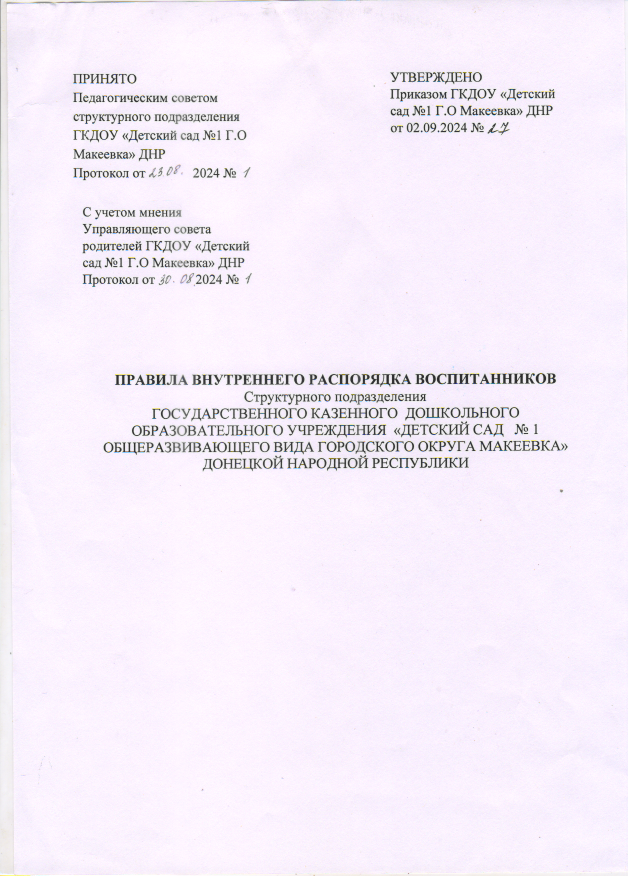 ПРИНЯТО
Педагогическим советом
структурного подразделения
ГКДОУ «Детский сад №1 Г.О
Макеевка» ДНР
Протокол от 23 08. 2024 № 1
УТВЕРЖДЕНО
Приказом ГКДОУ «Детский
сад №1 Г.О Макеевка» ДНР
от 02.09.2024 № 27
С учетом мнения
Управляющего совета
родителей ГКДОУ «Детский
сад №1 Г.О Макеевка» ДНР
Протокол от 30. 08 2024 № 1
ПРАВИЛА ВНУТРЕННЕГО РАСПОРЯДКА ВОСПИТАННИКОВ
Структурного подразделения
ГОСУДАРСТВЕННОГО КАЗЕННОГО ДОШКОЛЬНОГО
ОБРАЗОВАТЕЛЬНОГО УЧРЕЖДЕНИЯ «ДЕТСКИЙ САД № 1
ОБЩЕРАЗВИВАЮЩЕГО ВИДА ГОРОДСКОГО ОКРУГА МАКЕЕВКА»
ДОНЕЦКОЙ НАРОДНОЙ РЕСПУБЛИКИ